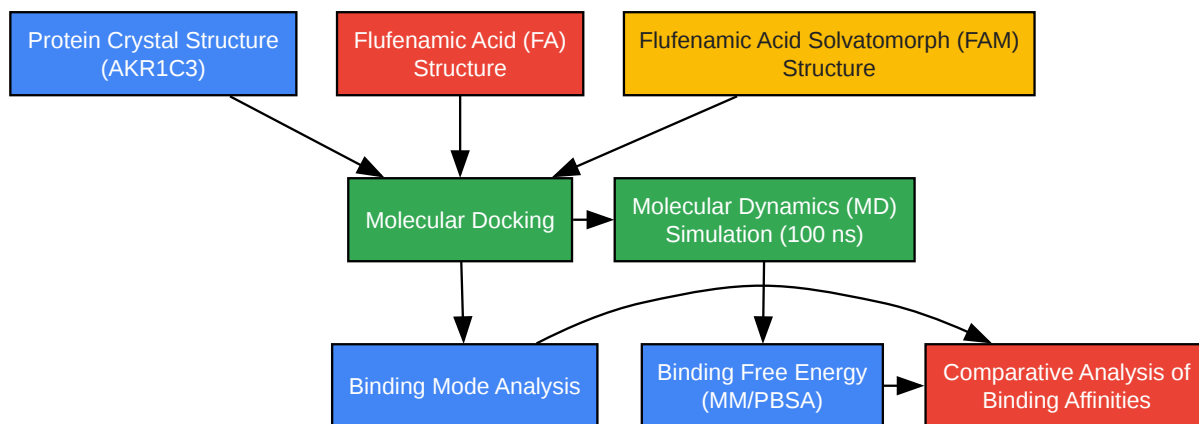 Protein Crystal Structure
(AKR1C3)
Flufenamic Acid (FA)
Structure
Flufenamic Acid Solvatomorph (FAM)
Structure
Molecular Docking
Molecular Dynamics (MD)
Simulation (100 ns)
Binding Mode Analysis
Binding Free Energy
(MM/PBSA)
Comparative Analysis of
Binding Affinities